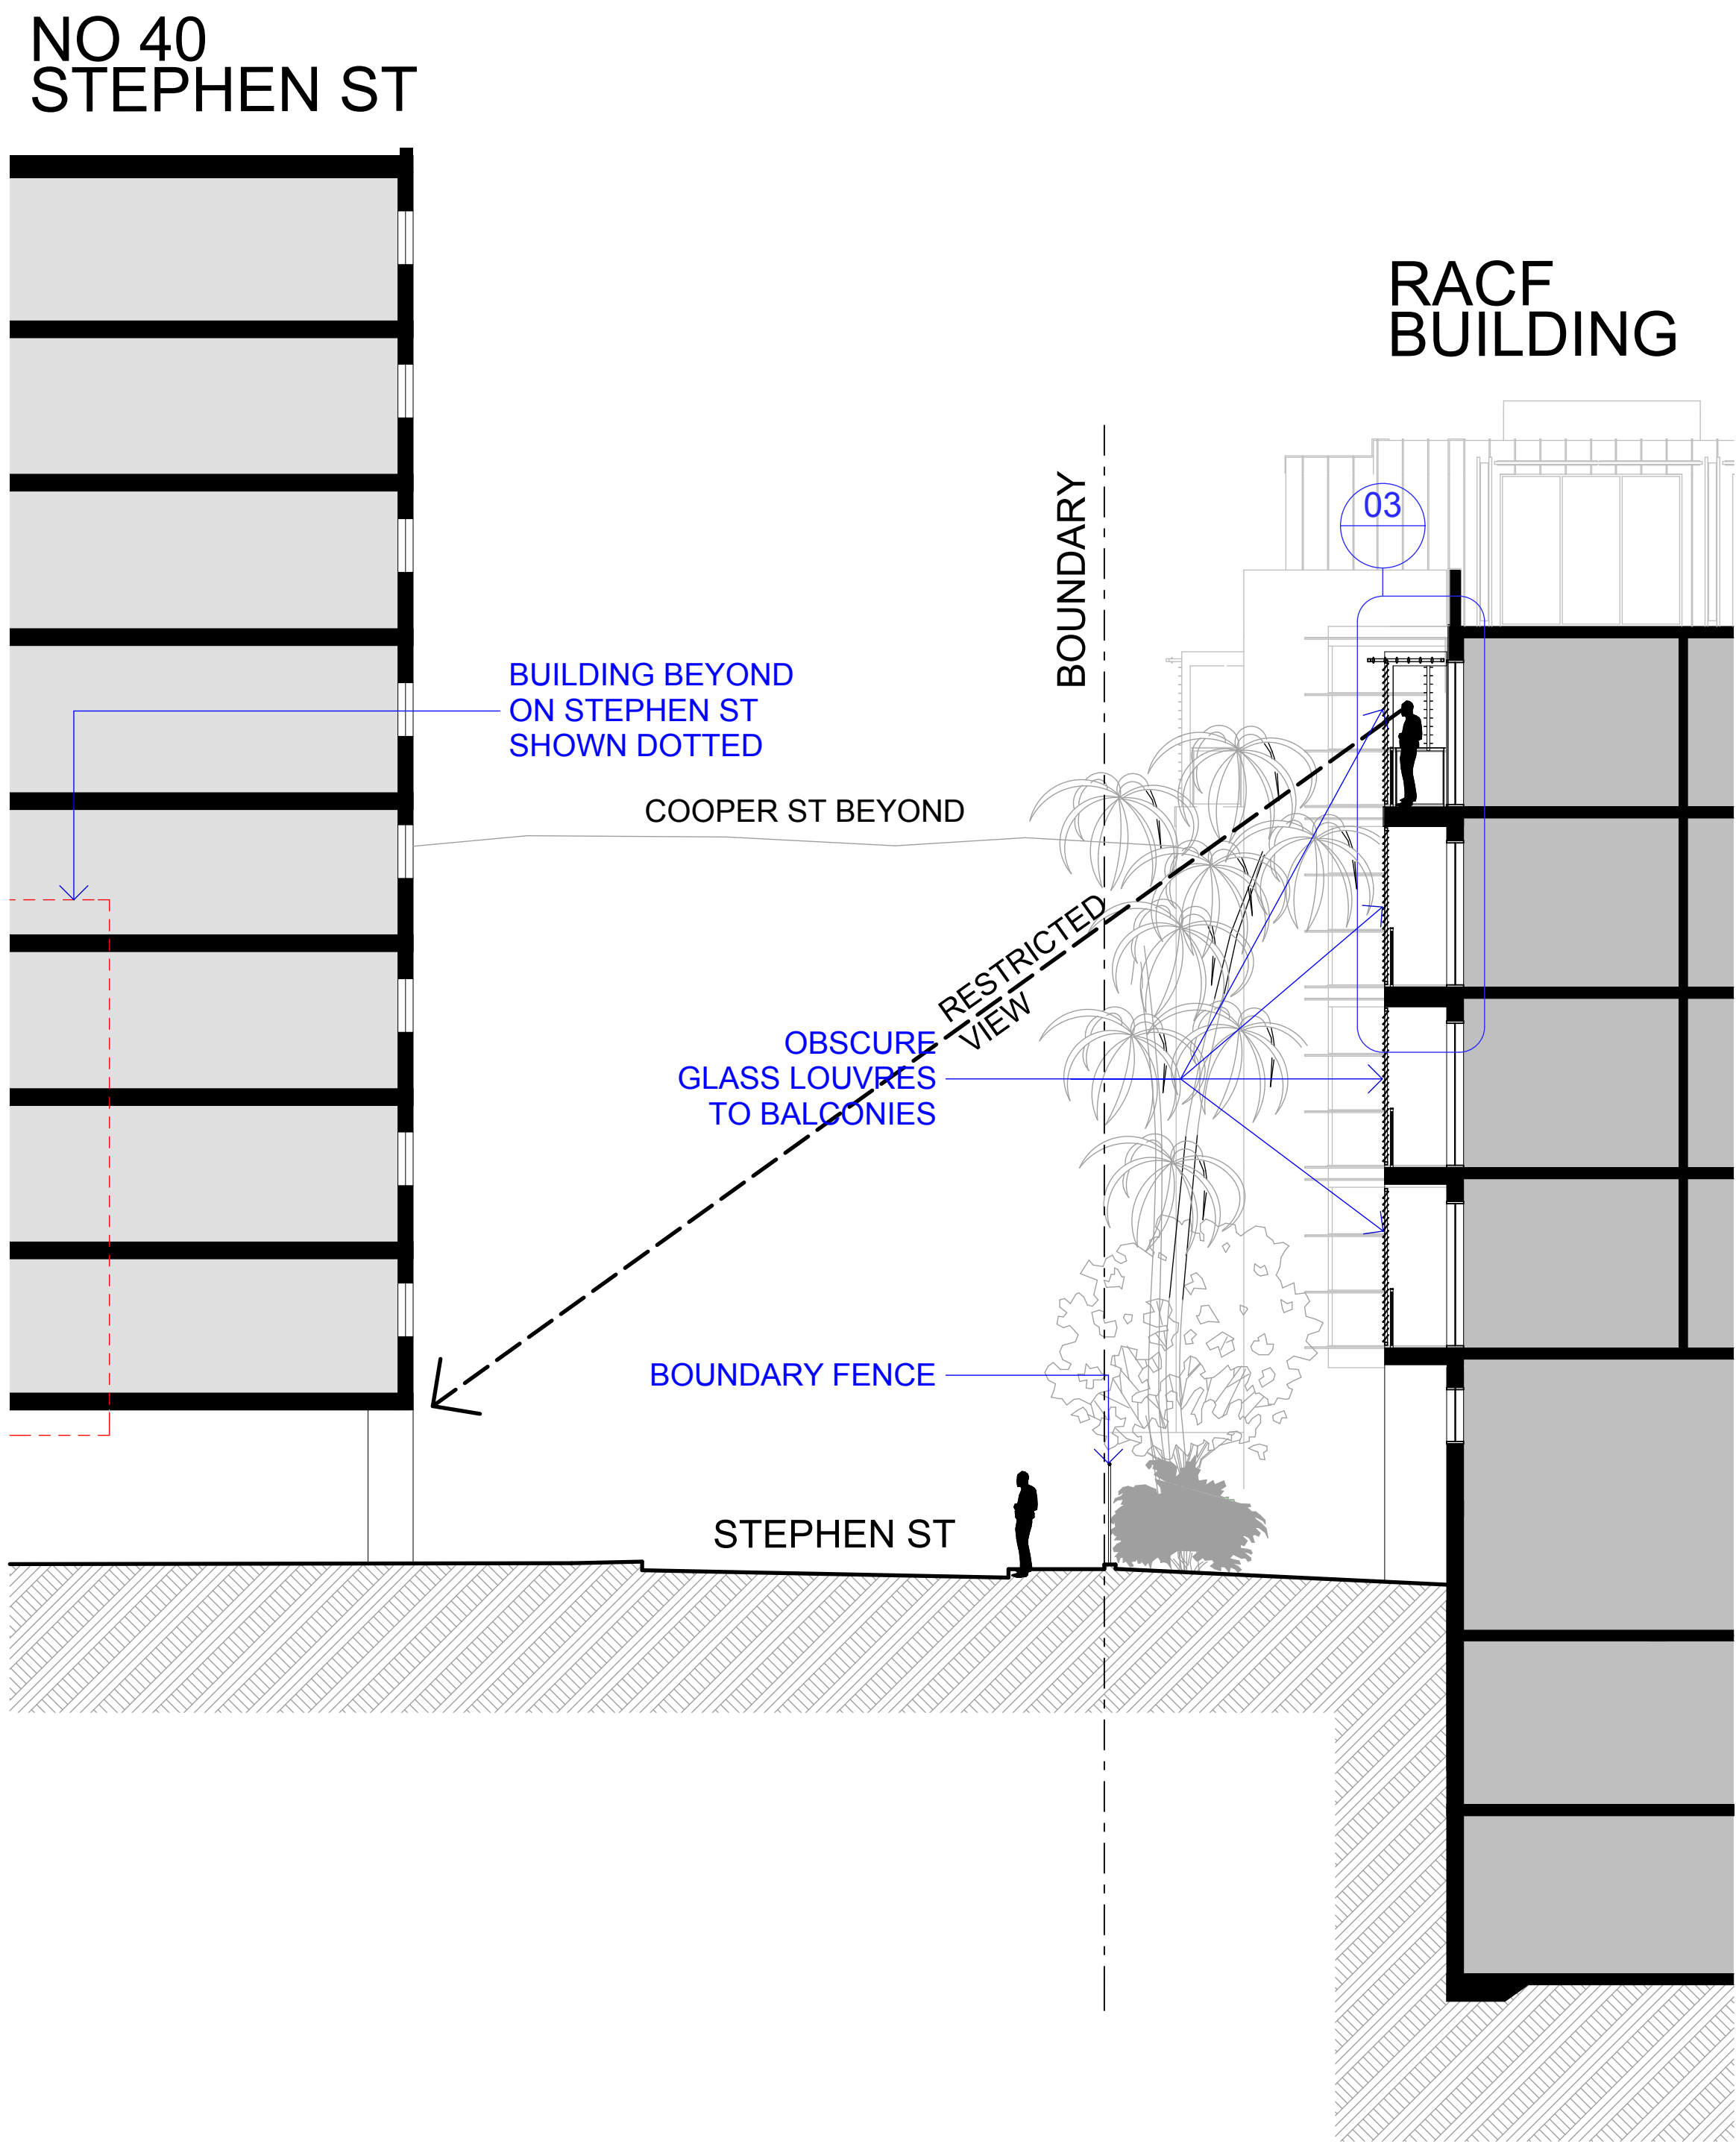 NO 40
STEPHEN ST
RACF
BUILDING
BOUNDARY
03
BUILDING BEYOND
ON STEPHEN ST
SHOWN DOTTED
COOPER ST BEYOND
RESTRICTED
VIEW
OBSCURE
GLASS LOUVRES
TO BALCONIES
BOUNDARY FENCE
STEPHEN ST